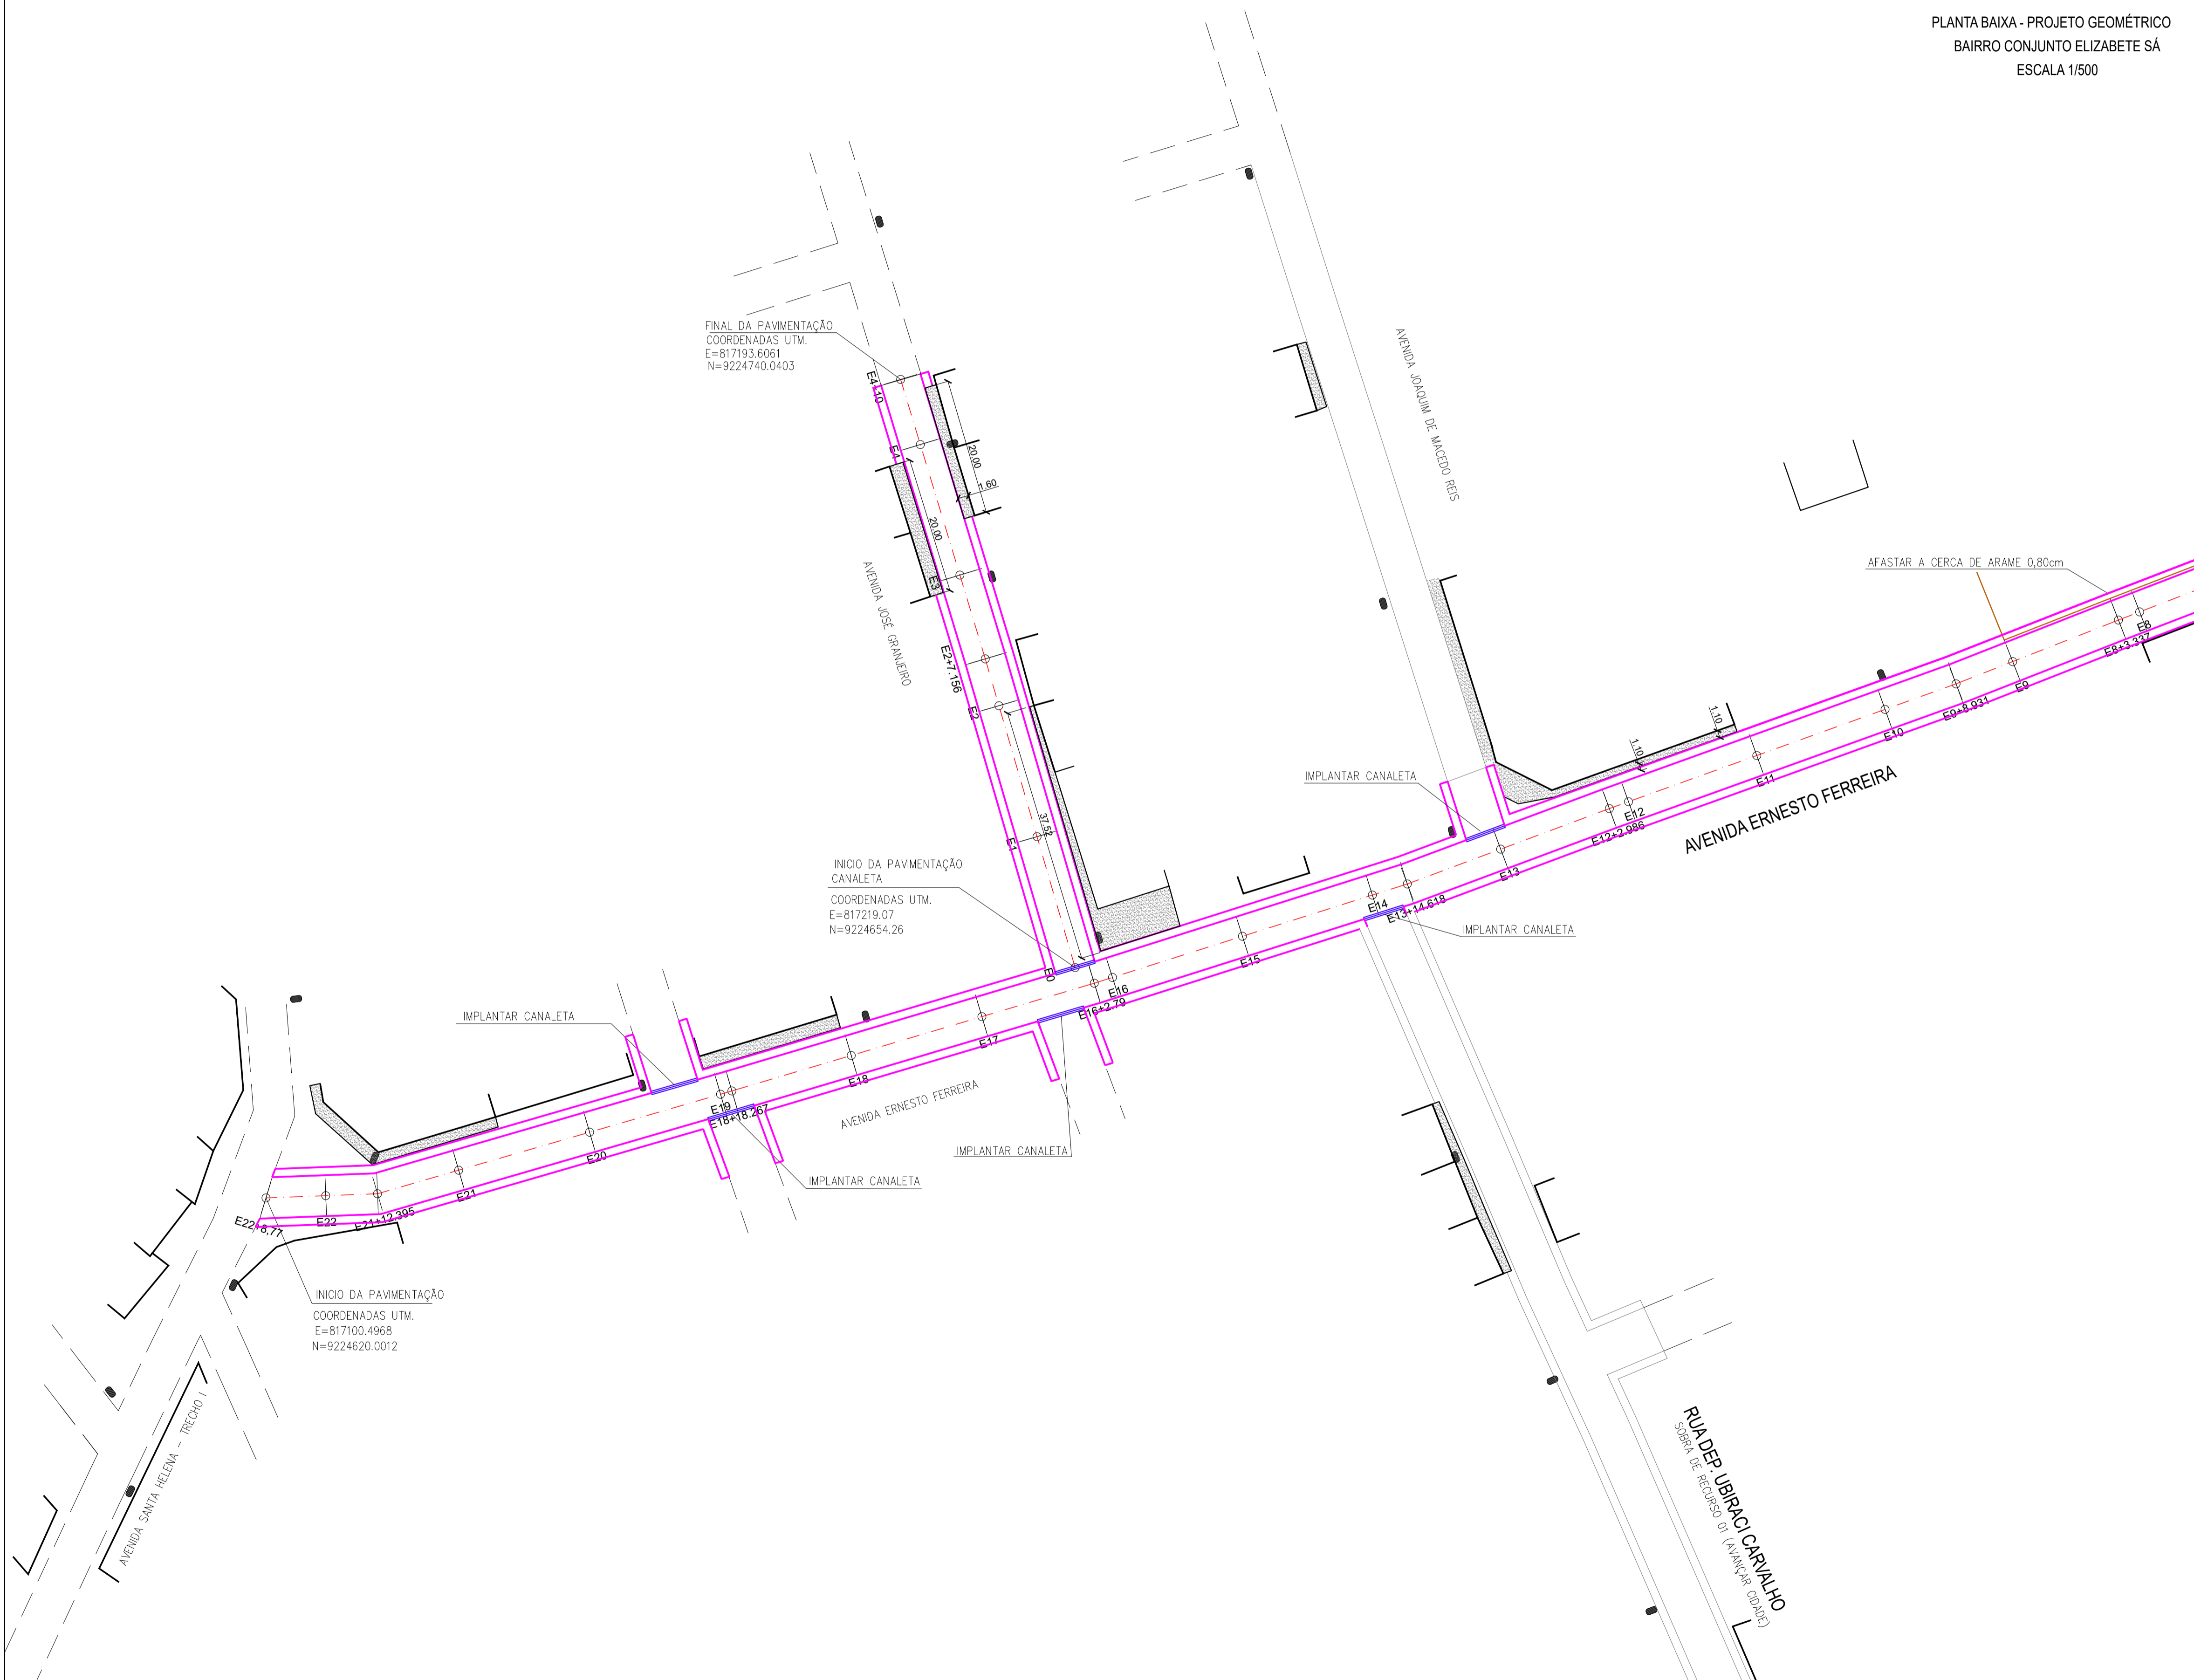 PLANTA BAIXA - PROJETO GEOMÉTRICO
BAIRRO CONJUNTO ELIZABETE SÁ
ESCALA 1/500
FINAL DA PAVIMENTAÇÃO
COORDENADAS UTM.
E=817193.6061
N=9224740.0403
E4+10
E4
20.00
1.60
20.00
E3
AVENIDA JOSÉ GRANJEIRO
E2+7.156
E2
37.52
E1
E0
AVENIDA JOAQUIM DE MACEDO REIS
AFASTAR A CERCA DE ARAME 0,80cm
E8
E8+3.337
E9
E9+8.931
E10
E11
1.10
1.10
E12
E12+2.986
AVENIDA ERNESTO FERREIRA
IMPLANTAR CANALETA
E13
E13+14.618
E14
IMPLANTAR CANALETA
INICIO DA PAVIMENTAÇÃO
CANALETA
COORDENADAS UTM.
E=817219.07
N=9224654.26
E15
E16
E16+2.79
E17
IMPLANTAR CANALETA
E18
AVENIDA ERNESTO FERREIRA
E19
E18+18.267
IMPLANTAR CANALETA
IMPLANTAR CANALETA
E20
E21
E21+12.395
E22
E22+8,77
INICIO DA PAVIMENTAÇÃO
COORDENADAS UTM.
E=817100.4968
N=9224620.0012
AVENIDA SANTA HELENA - TRECHO I
RUA DEP. UBIRACI CARVALHO
SOBRA DE RECURSO 01 (AVANÇAR CIDADE)